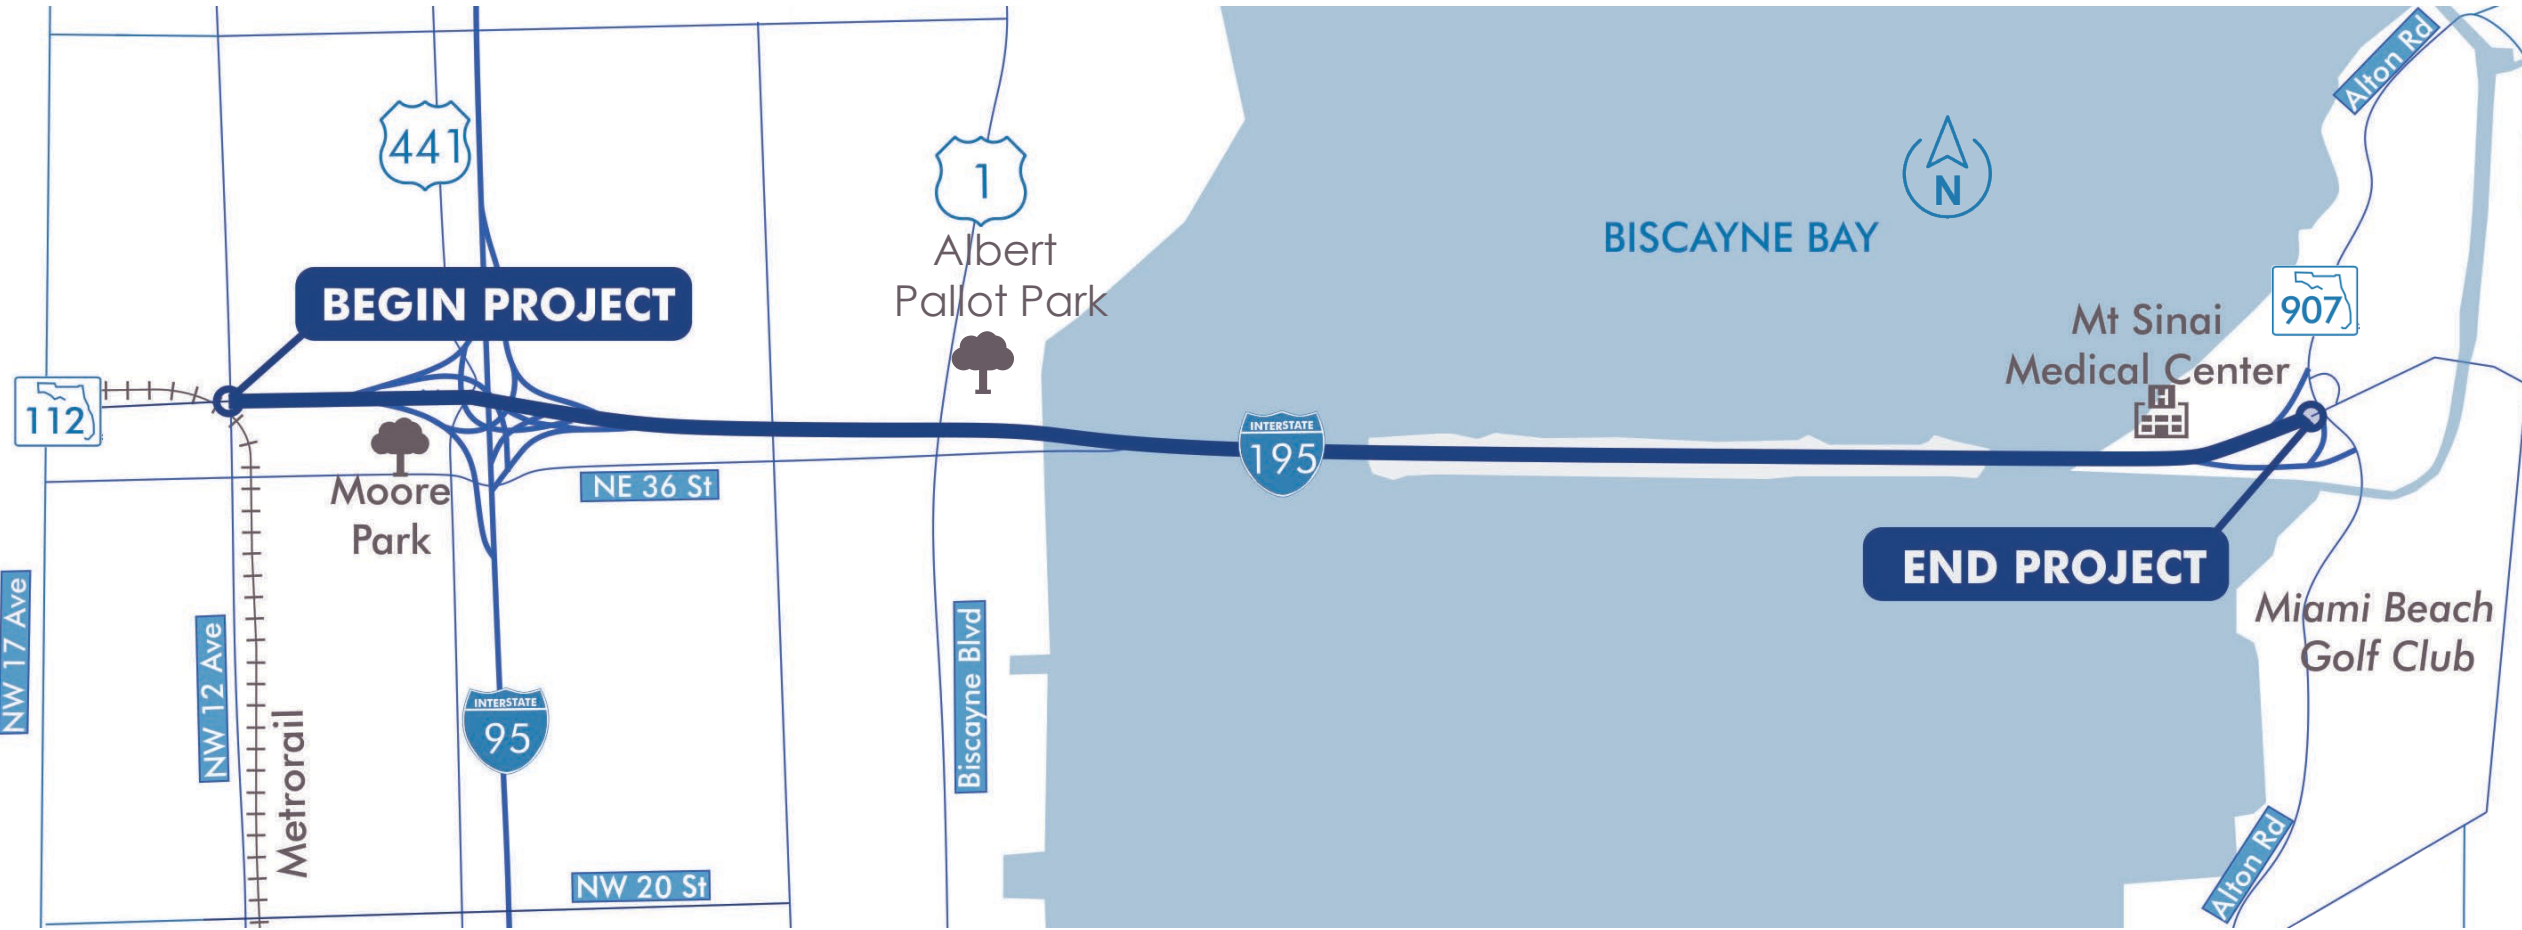 Alton Rd
441
1
N
BISCAYNE BAY
Albert
Pallot Park
BEGIN PROJECT
907
Mt Sinai
Medical Center
H
112
INTERSTATE
195
Moore
Park
NE 36 St
END PROJECT
NW 17 Ave
NW 12 Ave
Metrorail
INTERSTATE
95
Biscayne Blvd
Miami Beach
Golf Club
NW 20 St
Alton Rd